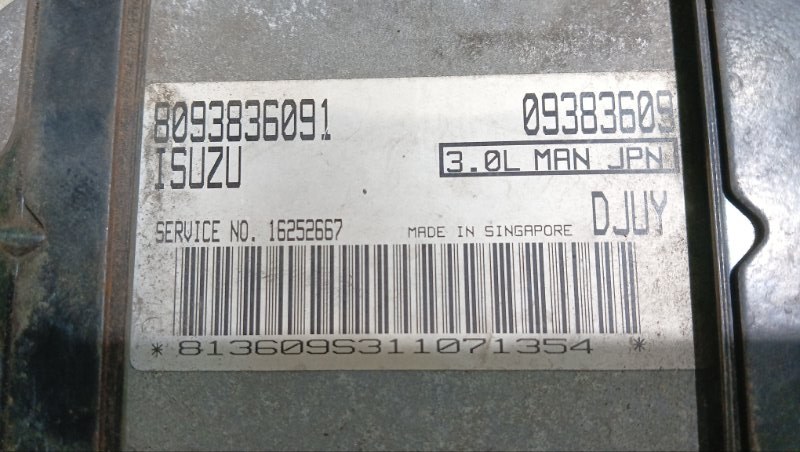 8093836091 09383609
ISUZU 3.0L MAN JPN
SERVICE NO. 16252667 MADE IN SINGAPORE DJUY
*813609S311071354 *